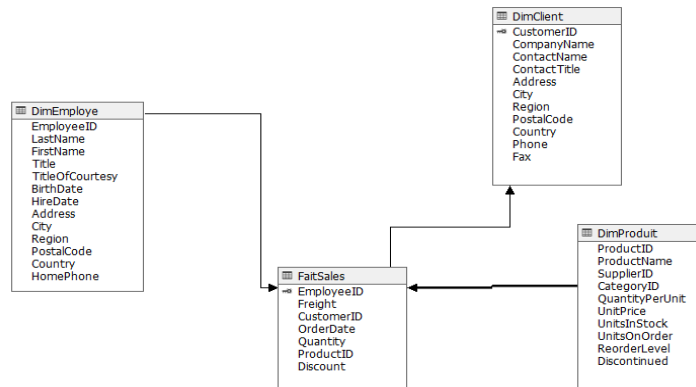 DimClient
CustomerID
CompanyName
ContactName
ContactTitle
Address
City
Region
PostalCode
Country
Phone
Fax
DimEmploye
EmployeeID
LastName
FirstName
Title
TitleOfCourtesy
BirthDate
HireDate
Address
City
Region
PostalCode
Country
HomePhone
FaitSales
EmployeeID
Freight
CustomerID
OrderDate
Quantity
ProductID
Discount
DimProduit
ProductID
ProductName
SupplierID
CategoryID
QuantityPerUnit
UnitPrice
UnitsInStock
UnitsOnOrder
ReorderLevel
Discontinued